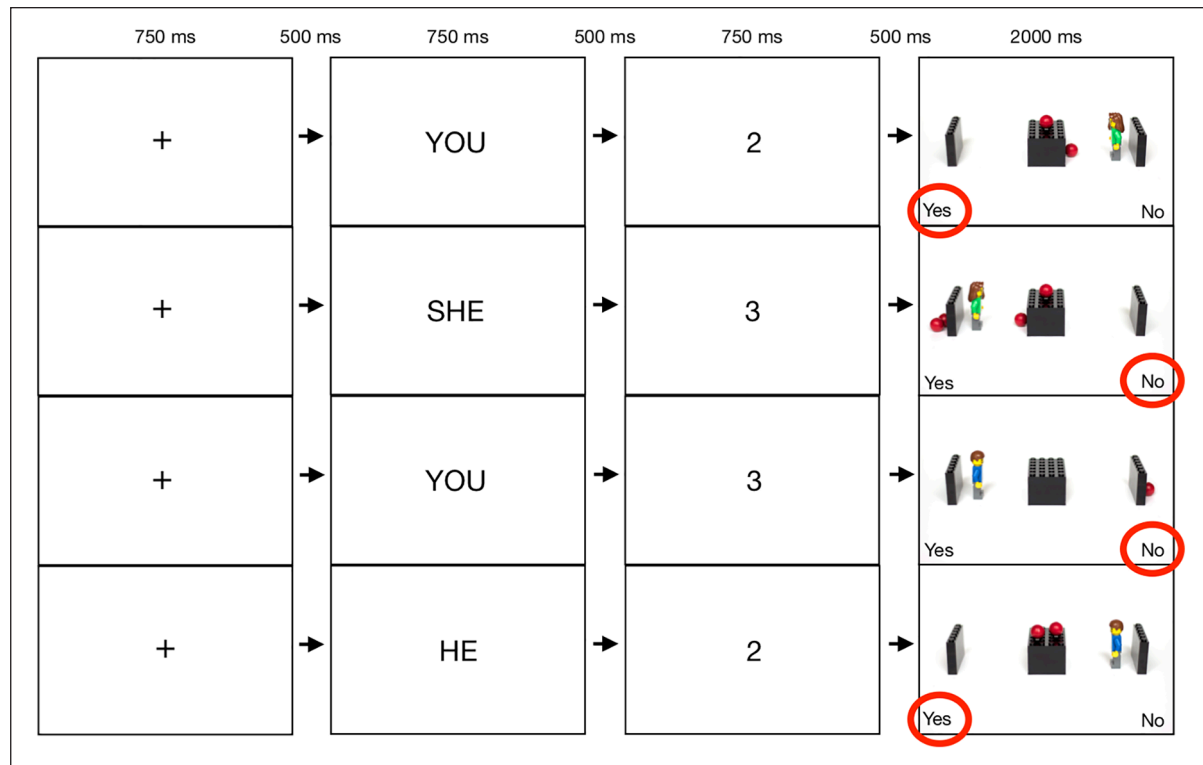 750 ms 500 ms 750 ms 500 ms 750 ms 500 ms 2000 ms
+ YOU 2
Yes No
+ SHE 3
Yes No
+ YOU 3
Yes No
+ HE 2
Yes No